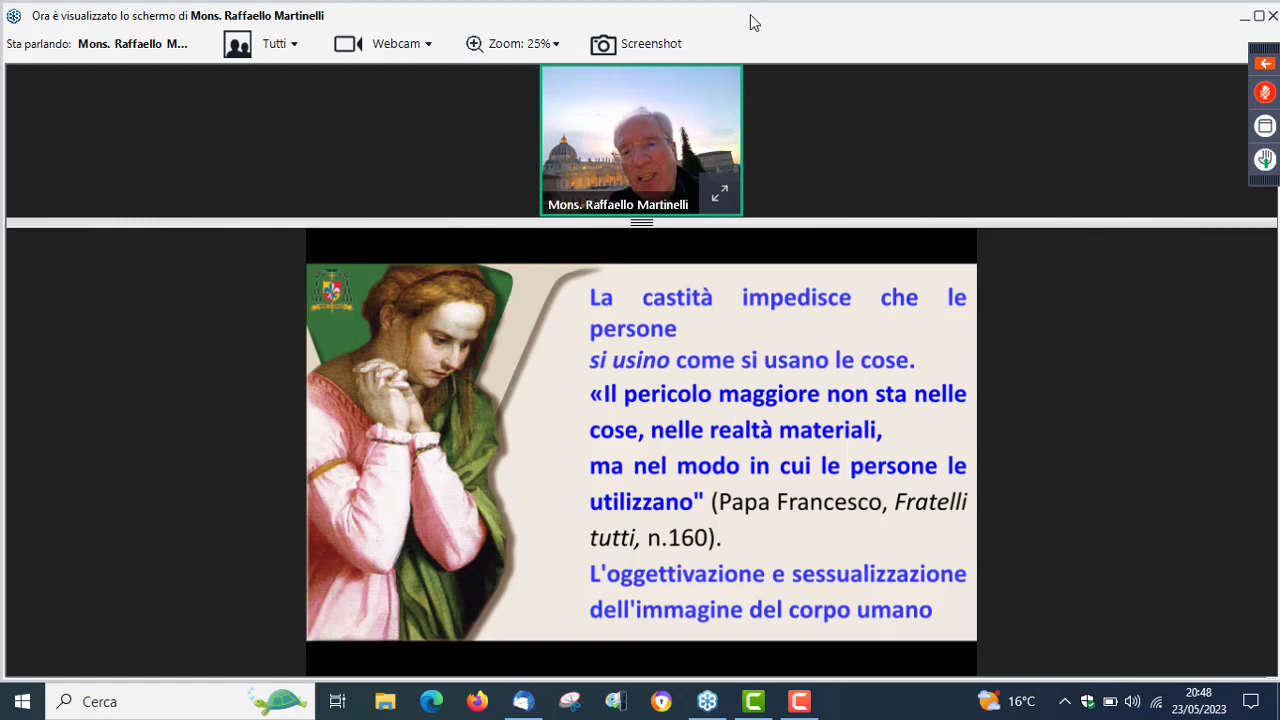 Ora è visualizzato lo schermo di Mons. Raffaello Martinelli
Sta parlando: Mons. Raffaello M...
Tutti
Webcam
Zoom: 25%
Screenshot
Mons. Raffaello Martinelli
La castità impedisce che le
persone
si usino come si usano le cose.
«Il pericolo maggiore non sta nelle
cose, nelle realtà materiali,
ma nel modo in cui le persone le
utilizzano" (Papa Francesco, Fratelli
tutti, n.160).
L'oggettivazione e sessualizzazione
dell'immagine del corpo umano
Cerca
16°C
20:48
23/05/2023